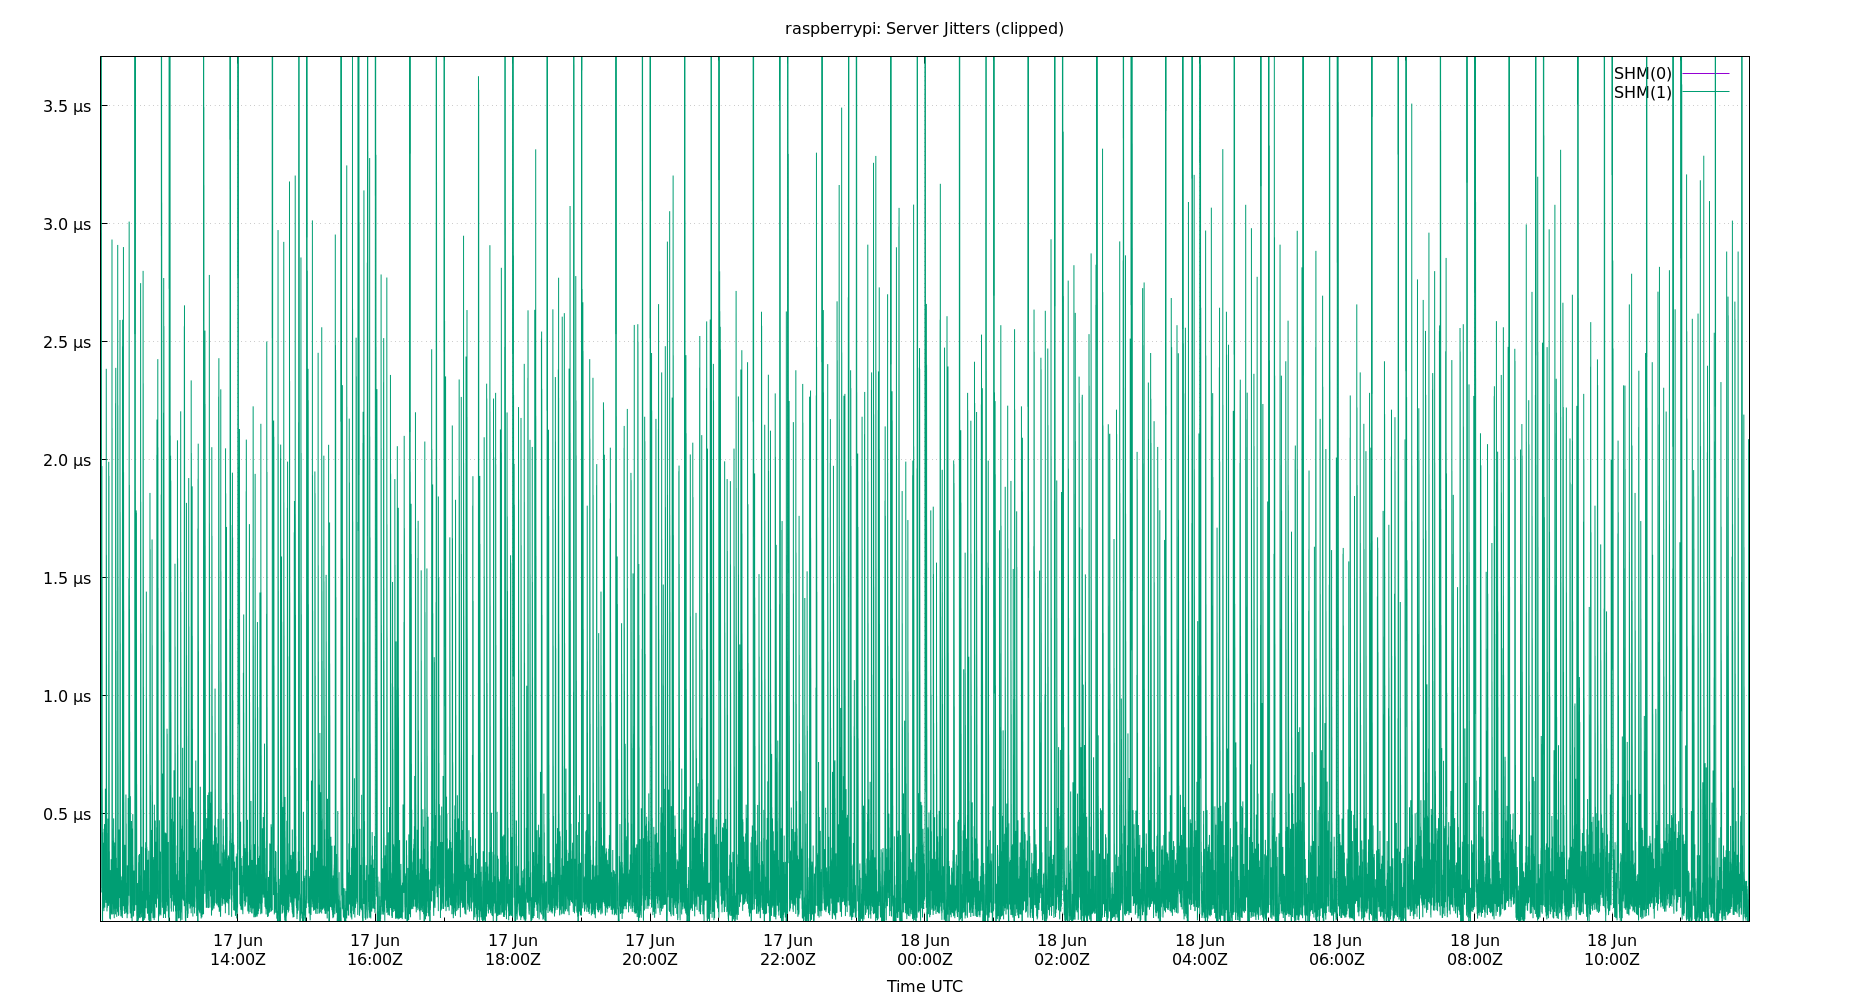 raspberrypi: Server Jitters (clipped)
SHM(0)
SHM(1)
3.5 µs
3.0 µs
2.5 µs
2.0 µs
1.5 µs
1.0 µs
0.5 µs
17 Jun 17 Jun 17 Jun 17 Jun 17 Jun 18 Jun 18 Jun 18 Jun 18 Jun 18 Jun 18 Jun
14:00Z 16:00Z 18:00Z 20:00Z 22:00Z 00:00Z 02:00Z 04:00Z 06:00Z 08:00Z 10:00Z
Time UTC